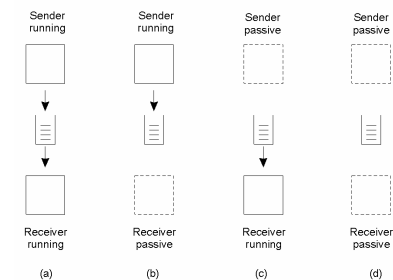 Sender running Sender running Sender passive Sender passive
Receiver running Receiver passive Receiver running Receiver passive
(a) (b) (c) (d)